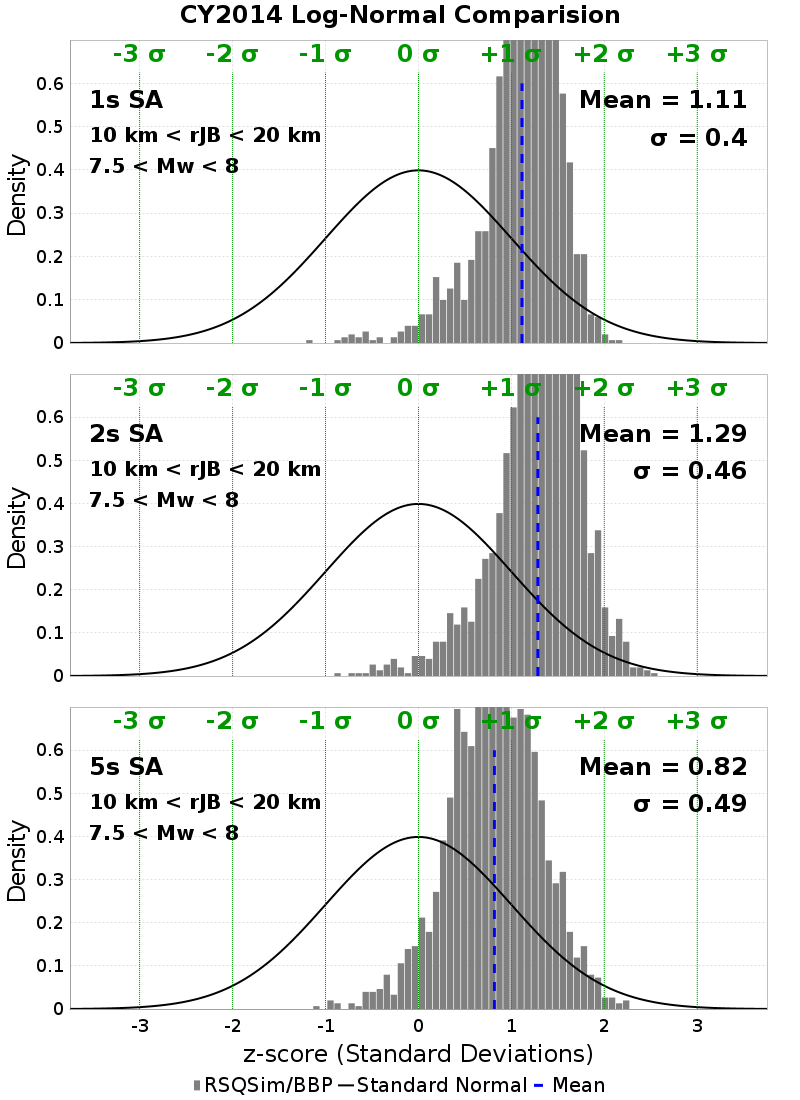 CY2014 Log-Normal Comparision
-3 σ -2 σ -1 σ 0 σ +1 σ +2 σ +3 σ
1s SA
10 km < rJB < 20 km
7.5 < Mw < 8
Mean = 1.11
σ = 0.4
Density
0.6
0.5
0.4
0.3
0.2
0.1
0
-3 σ -2 σ -1 σ 0 σ +1 σ +2 σ +3 σ
2s SA
10 km < rJB < 20 km
7.5 < Mw < 8
Mean = 1.29
σ = 0.46
Density
0.6
0.5
0.4
0.3
0.2
0.1
0
-3 σ -2 σ -1 σ 0 σ +1 σ +2 σ +3 σ
5s SA
10 km < rJB < 20 km
7.5 < Mw < 8
Mean = 0.82
σ = 0.49
Density
0.6
0.5
0.4
0.3
0.2
0.1
0
-3 -2 -1 0 1 2 3
z-score (Standard Deviations)
RSQSim/BBP Standard Normal Mean